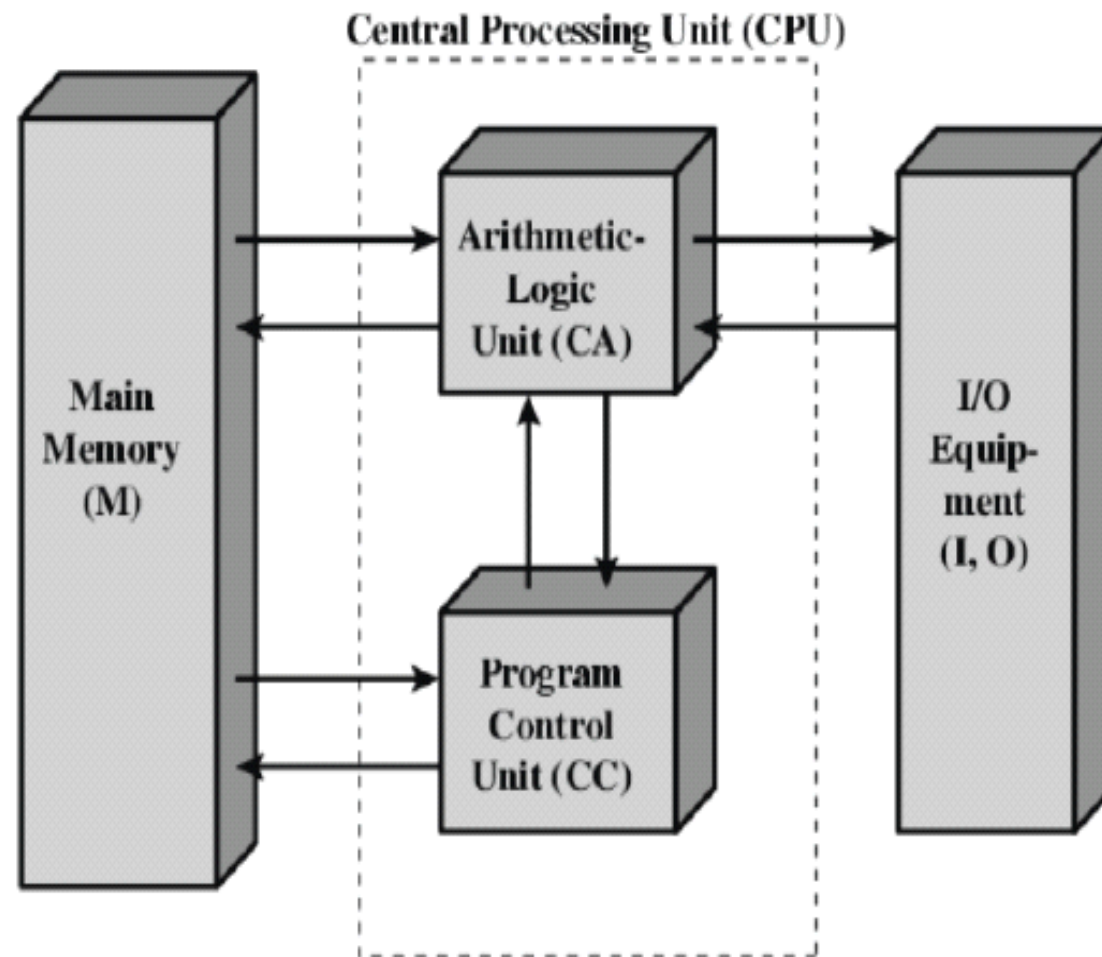 Central Processing Unit (CPU)
Main
Memory
(M)
Arithmetic-
Logic
Unit (CA)
Program
Control
Unit (CC)
I/O
Equip-
ment
(I, O)